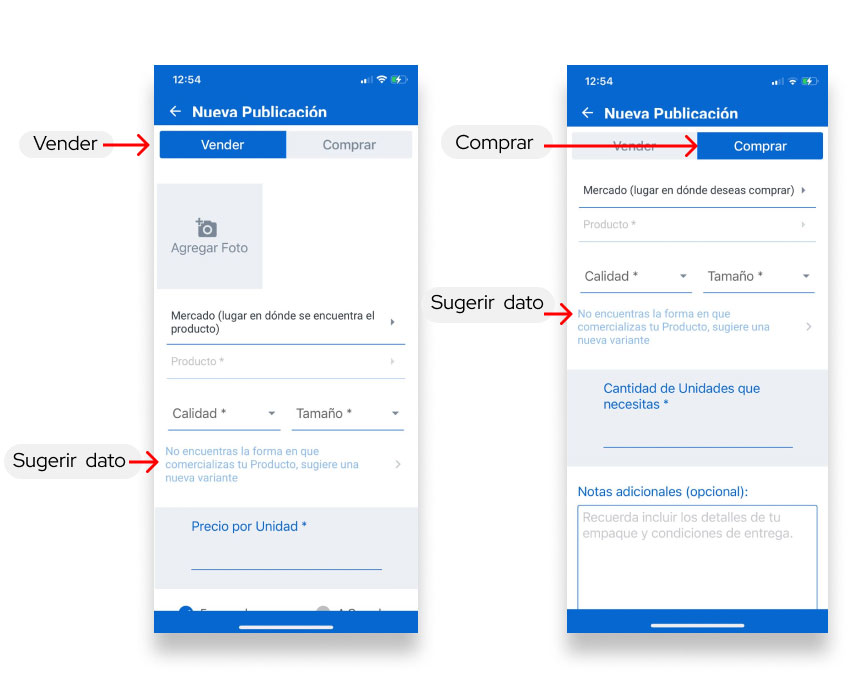 12:54
Nueva Publicación
Vender
Vender
Comprar
Agregar Foto
Mercado (lugar en dónde se encuentra el
producto)
Producto *
Calidad *
Tamaño *
Sugerir dato
No encuentras la forma en que
comercializas tu Producto, sugiere una
nueva variante
Precio por Unidad *
12:54
Nueva Publicación
Comprar
Vender
Comprar
Mercado (lugar en dónde deseas comprar)
Producto *
Calidad *
Tamaño *
Sugerir dato
No encuentras la forma en que
comercializas tu Producto, sugiere una
nueva variante
Cantidad de Unidades que
necesitas *
Notas adicionales (opcional):
Recuerda incluir los detalles de tu
empaque y condiciones de entrega.